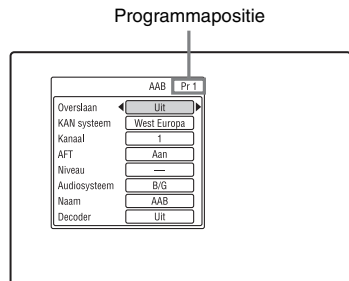 Programmapositie
AAB Pr 1
Overslaan Uit
KAN systeem West Europa
Kanaal 1
AFT Aan
Niveau —
Audiosysteem B/G
Naam AAB
Decoder Uit